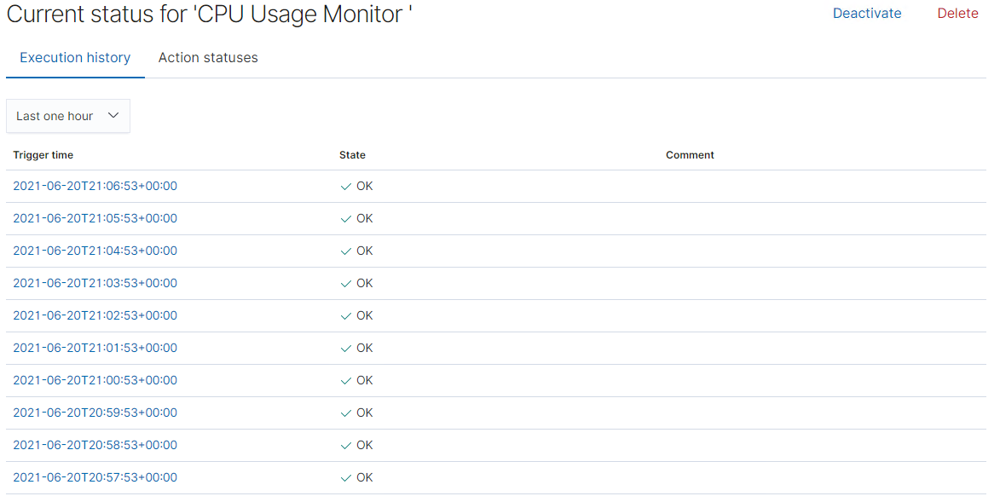 Current status for 'CPU Usage Monitor '
Deactivate
Delete
Execution history
Action statuses
Last one hour
Trigger time State Comment
2021-06-20T21:06:53+00:00 OK
2021-06-20T21:05:53+00:00 OK
2021-06-20T21:04:53+00:00 OK
2021-06-20T21:03:53+00:00 OK
2021-06-20T21:02:53+00:00 OK
2021-06-20T21:01:53+00:00 OK
2021-06-20T21:00:53+00:00 OK
2021-06-20T20:59:53+00:00 OK
2021-06-20T20:58:53+00:00 OK
2021-06-20T20:57:53+00:00 OK